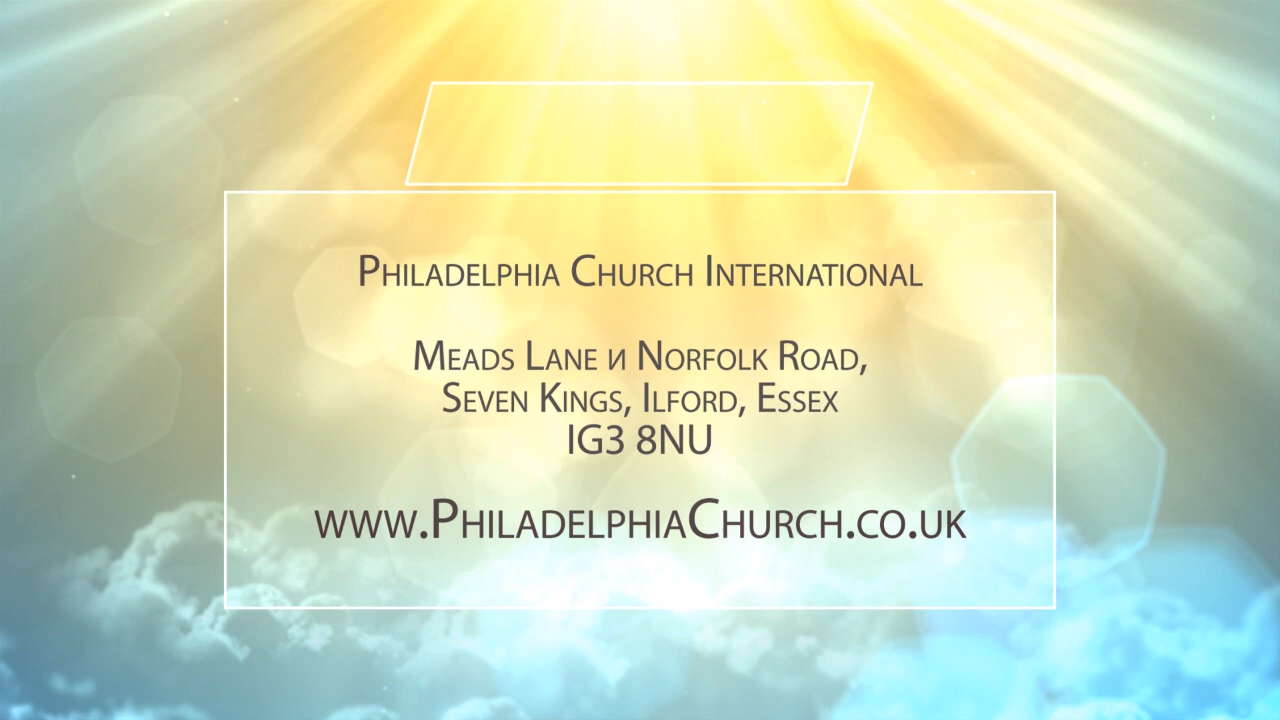 Philadelphia Church International
Meads Lane и Norfolk Road,
Seven Kings, Ilford, Essex
IG3 8NU
www.PhiladelphiaChurch.co.uk